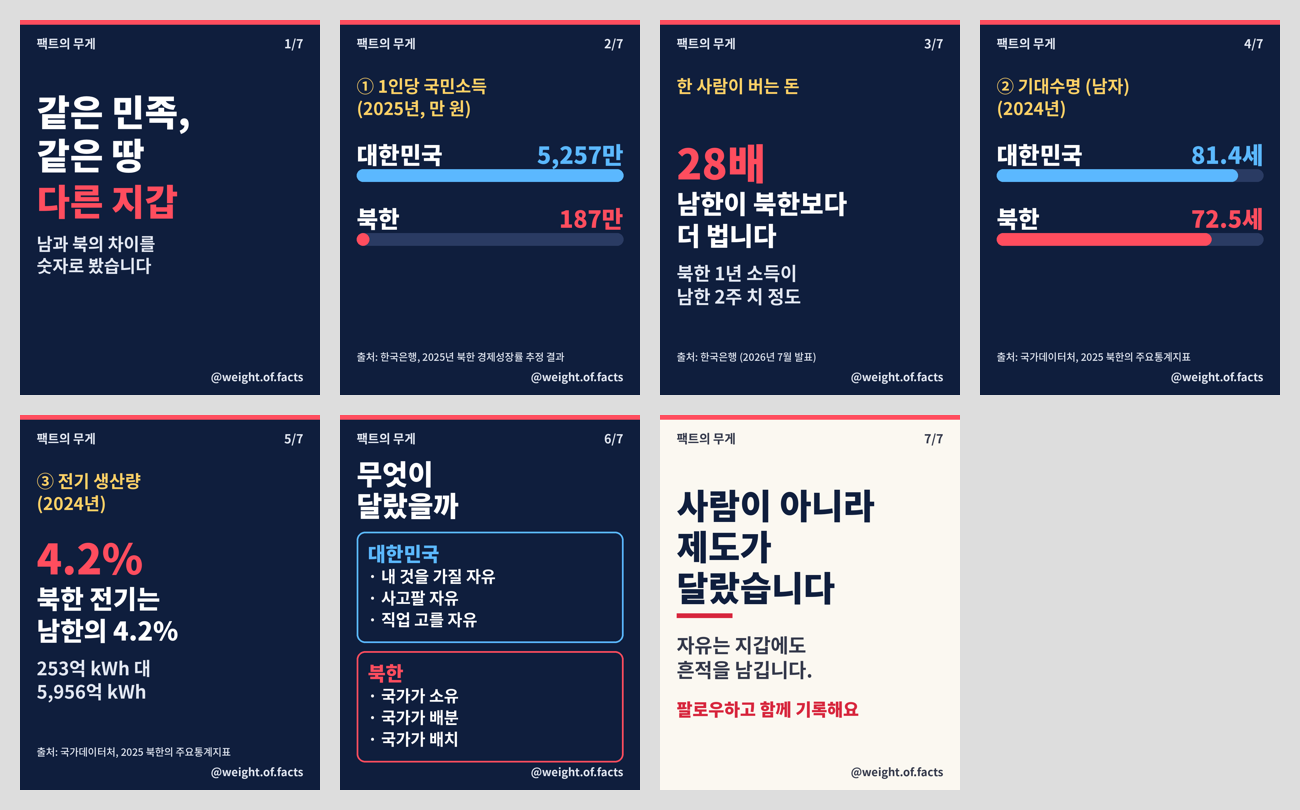 팩트의 무게 1/7
같은 민족,
같은 땅
다른 지갑
남과 북의 차이를
숫자로 봤습니다
@weight.of.facts
팩트의 무게 2/7
① 1인당 국민소득
(2025년, 만 원)
대한민국 5,257만
북한 187만
출처: 한국은행, 2025년 북한 경제성장률 추정 결과
@weight.of.facts
팩트의 무게 3/7
한 사람이 버는 돈
28배
남한이 북한보다
더 법니다
북한 1년 소득이
남한 2주 치 정도
출처: 한국은행 (2026년 7월 발표)
@weight.of.facts
팩트의 무게 4/7
② 기대수명 (남자)
(2024년)
대한민국 81.4세
북한 72.5세
출처: 국가데이터처, 2025 북한의 주요통계지표
@weight.of.facts
팩트의 무게 5/7
③ 전기 생산량
(2024년)
4.2%
북한 전기는
남한의 4.2%
253억 kWh 대
5,956억 kWh
출처: 국가데이터처, 2025 북한의 주요통계지표
@weight.of.facts
팩트의 무게 6/7
무엇이
달랐을까
대한민국
· 내 것을 가질 자유
· 사고팔 자유
· 직업 고를 자유
북한
· 국가가 소유
· 국가가 배분
· 국가가 배치
@weight.of.facts
팩트의 무게 7/7
사람이 아니라
제도가
달랐습니다
자유는 지갑에도
흔적을 남깁니다.
팔로우하고 함께 기록해요
@weight.of.facts